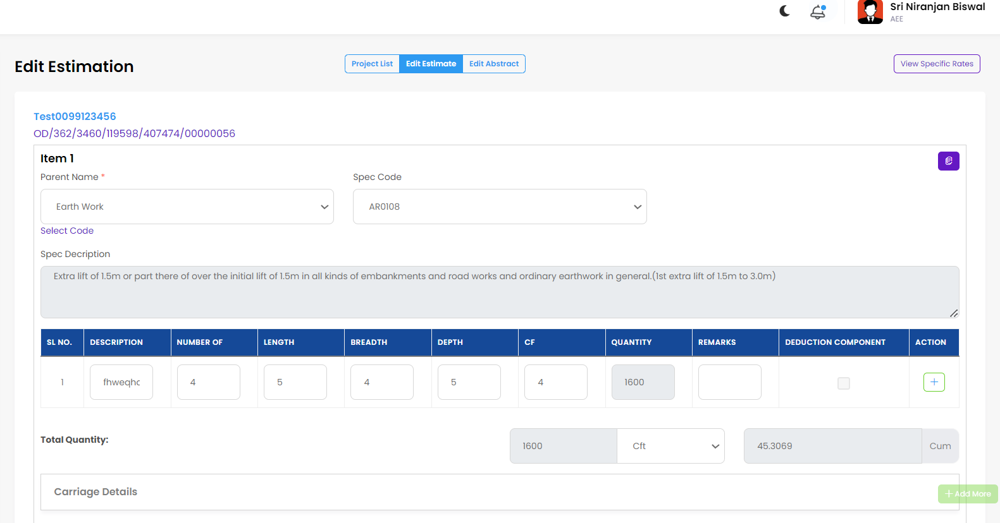 Sri Niranjan Biswal
AEE
Edit Estimation
Project List
Edit Estimate
Edit Abstract
View Specific Rates
Test0099123456
OD/362/3460/119598/407474/00000056
Item 1
Parent Name *
Spec Code
Earth Work
AR0108
Select Code
Spec Decription
Extra lift of 1.5m or part there of over the initial lift of 1.5m in all kinds of embankments and road works and ordinary earthwork in general.(1st extra lift of 1.5m to 3.0m)
SL NO. DESCRIPTION NUMBER OF LENGTH BREADTH DEPTH CF QUANTITY REMARKS DEDUCTION COMPONENT ACTION
1 fhweqhc 4 5 4 5 4 1600
Total Quantity: 1600 Cft 45.3069 Cum
Carriage Details
Add More